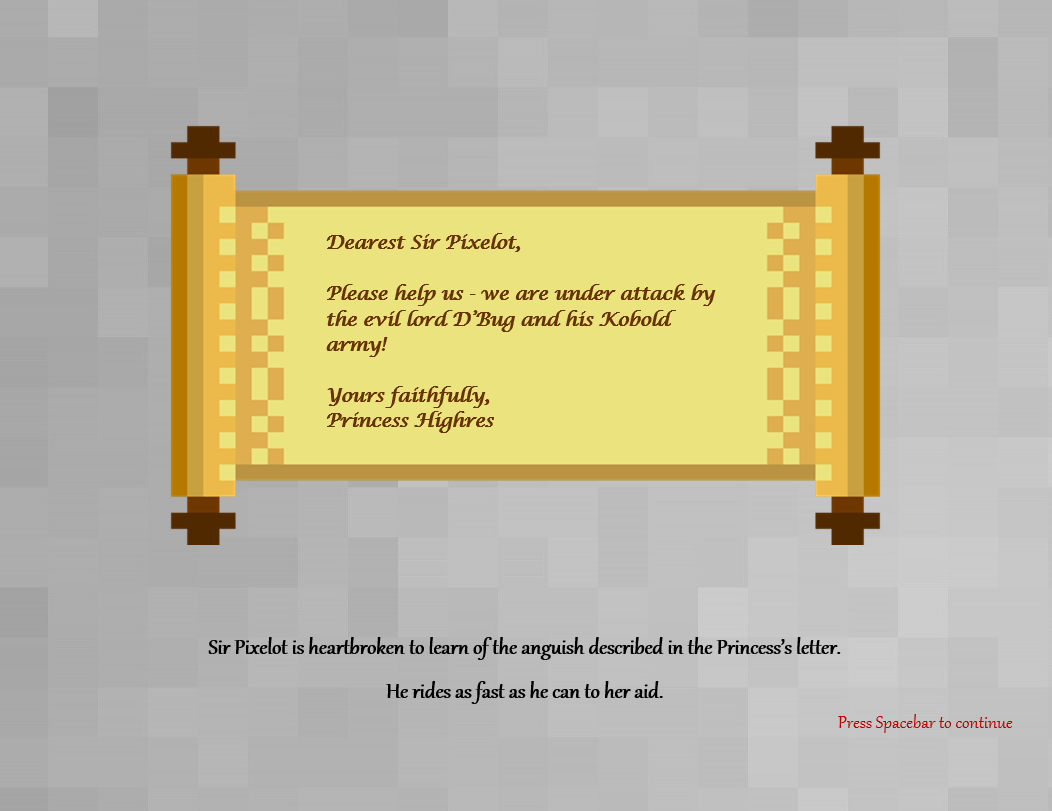 Dearest Sir Pixelot,
Please help us - we are under attack by
the evil lord D'Bug and his Kobold
army!
Yours faithfully,
Princess Highres
Sir Pixelot is heartbroken to learn of the anguish described in the Princess's letter.
He rides as fast as he can to her aid.
Press Spacebar to continue